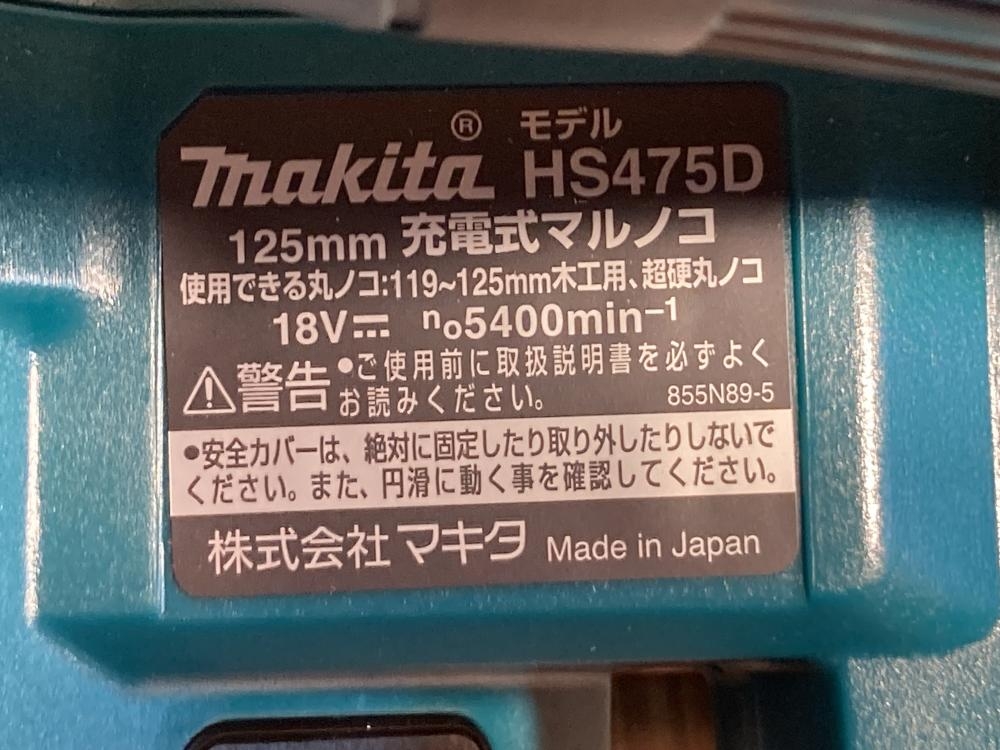 makita® モデル HS475D
125mm 充電式マルノコ
使用できる丸ノコ:119~125mm木工用、超硬丸ノコ
18V⎓ n₀5400min⁻¹
⚠警告 •ご使用前に取扱説明書を必ずよく
お読みください。 855N89-5
•安全カバーは、絶対に固定したり取り外したりしないで
ください。また、円滑に動く事を確認してください。
株式会社マキタ Made in Japan